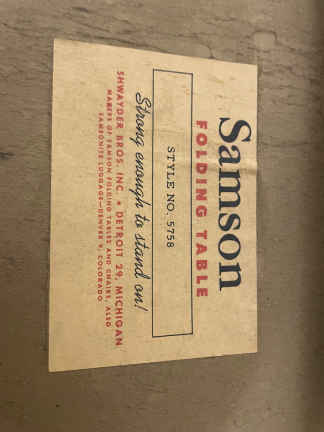 Samson
FOLDING TABLE
STYLE NO. 5758
Strong enough to stand on!
SHWAYDER BROS. INC. • DETROIT 29, MICHIGAN
MAKERS OF SAMSON FOLDING TABLES AND CHAIRS, ALSO
SAMSONITE LUGGAGE—DENVER 9, COLORADO